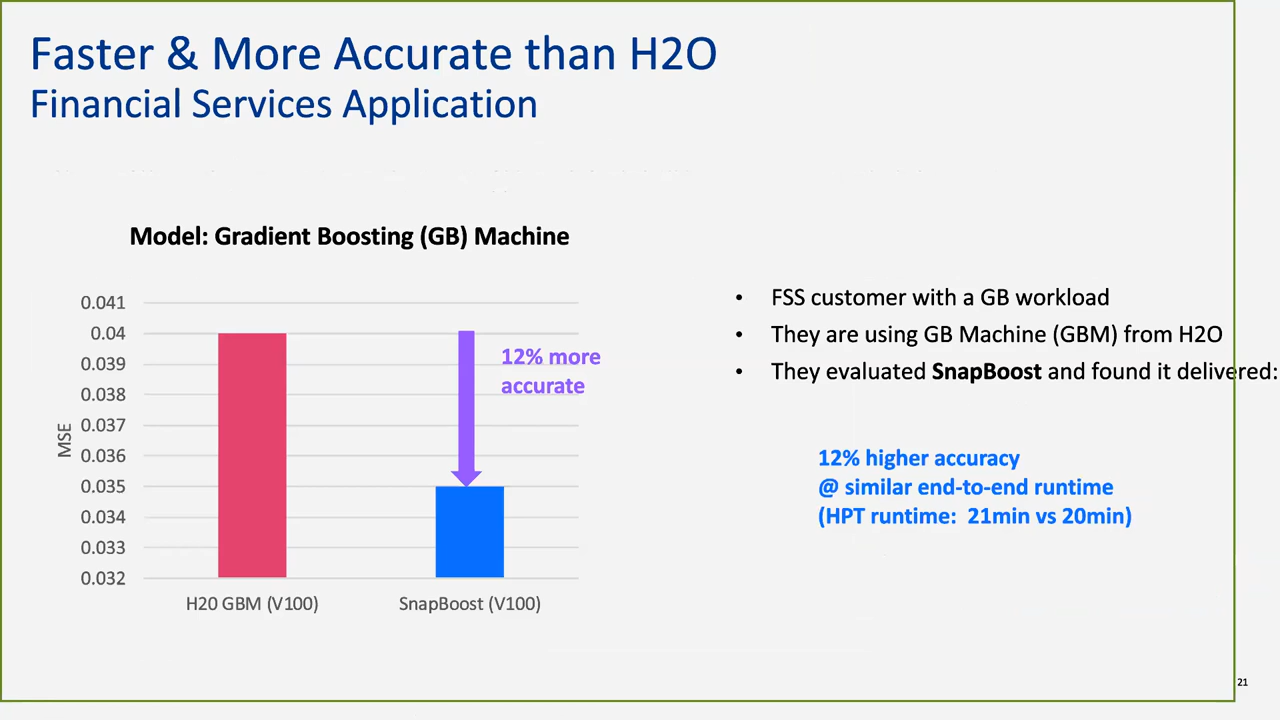 Faster & More Accurate than H2O
Financial Services Application
Model: Gradient Boosting (GB) Machine
0.041
0.04
0.039
0.038
0.037
0.036
0.035
0.034
0.033
0.032
MSE
12% more
accurate
H20 GBM (V100)
SnapBoost (V100)
• FSS customer with a GB workload
• They are using GB Machine (GBM) from H2O
• They evaluated SnapBoost and found it delivered:
12% higher accuracy
@ similar end-to-end runtime
(HPT runtime: 21min vs 20min)
21